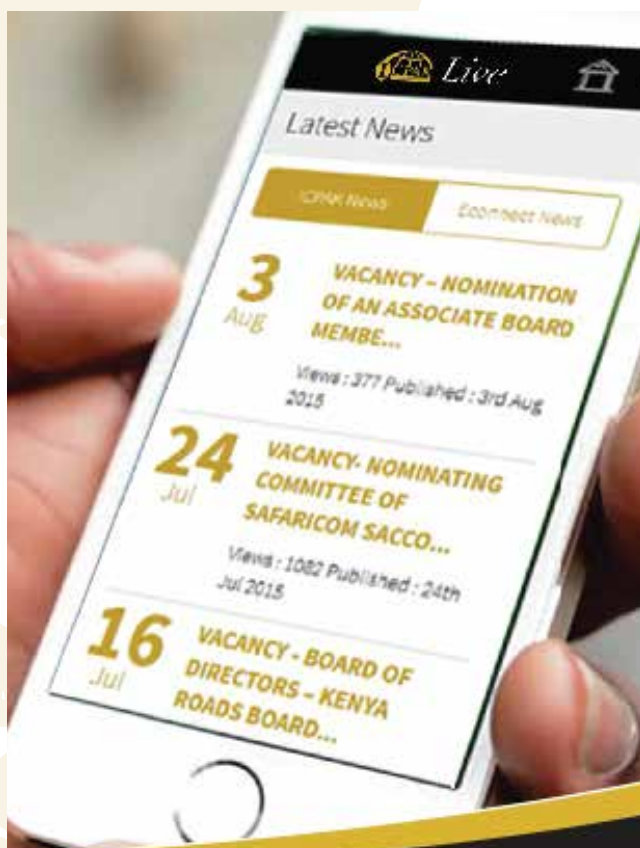 ICPAK Live
Latest News
ICPAK News
Econnect News
3
Aug
VACANCY – NOMINATION
OF AN ASSOCIATE BOARD
MEMBE...
Views : 377 Published : 3rd Aug
2015
24
Jul
VACANCY- NOMINATING
COMMITTEE OF
SAFARICOM SACCO...
Views : 1082 Published : 24th
Jul 2015
16
Jul
VACANCY - BOARD OF
DIRECTORS – KENYA
ROADS BOARD...